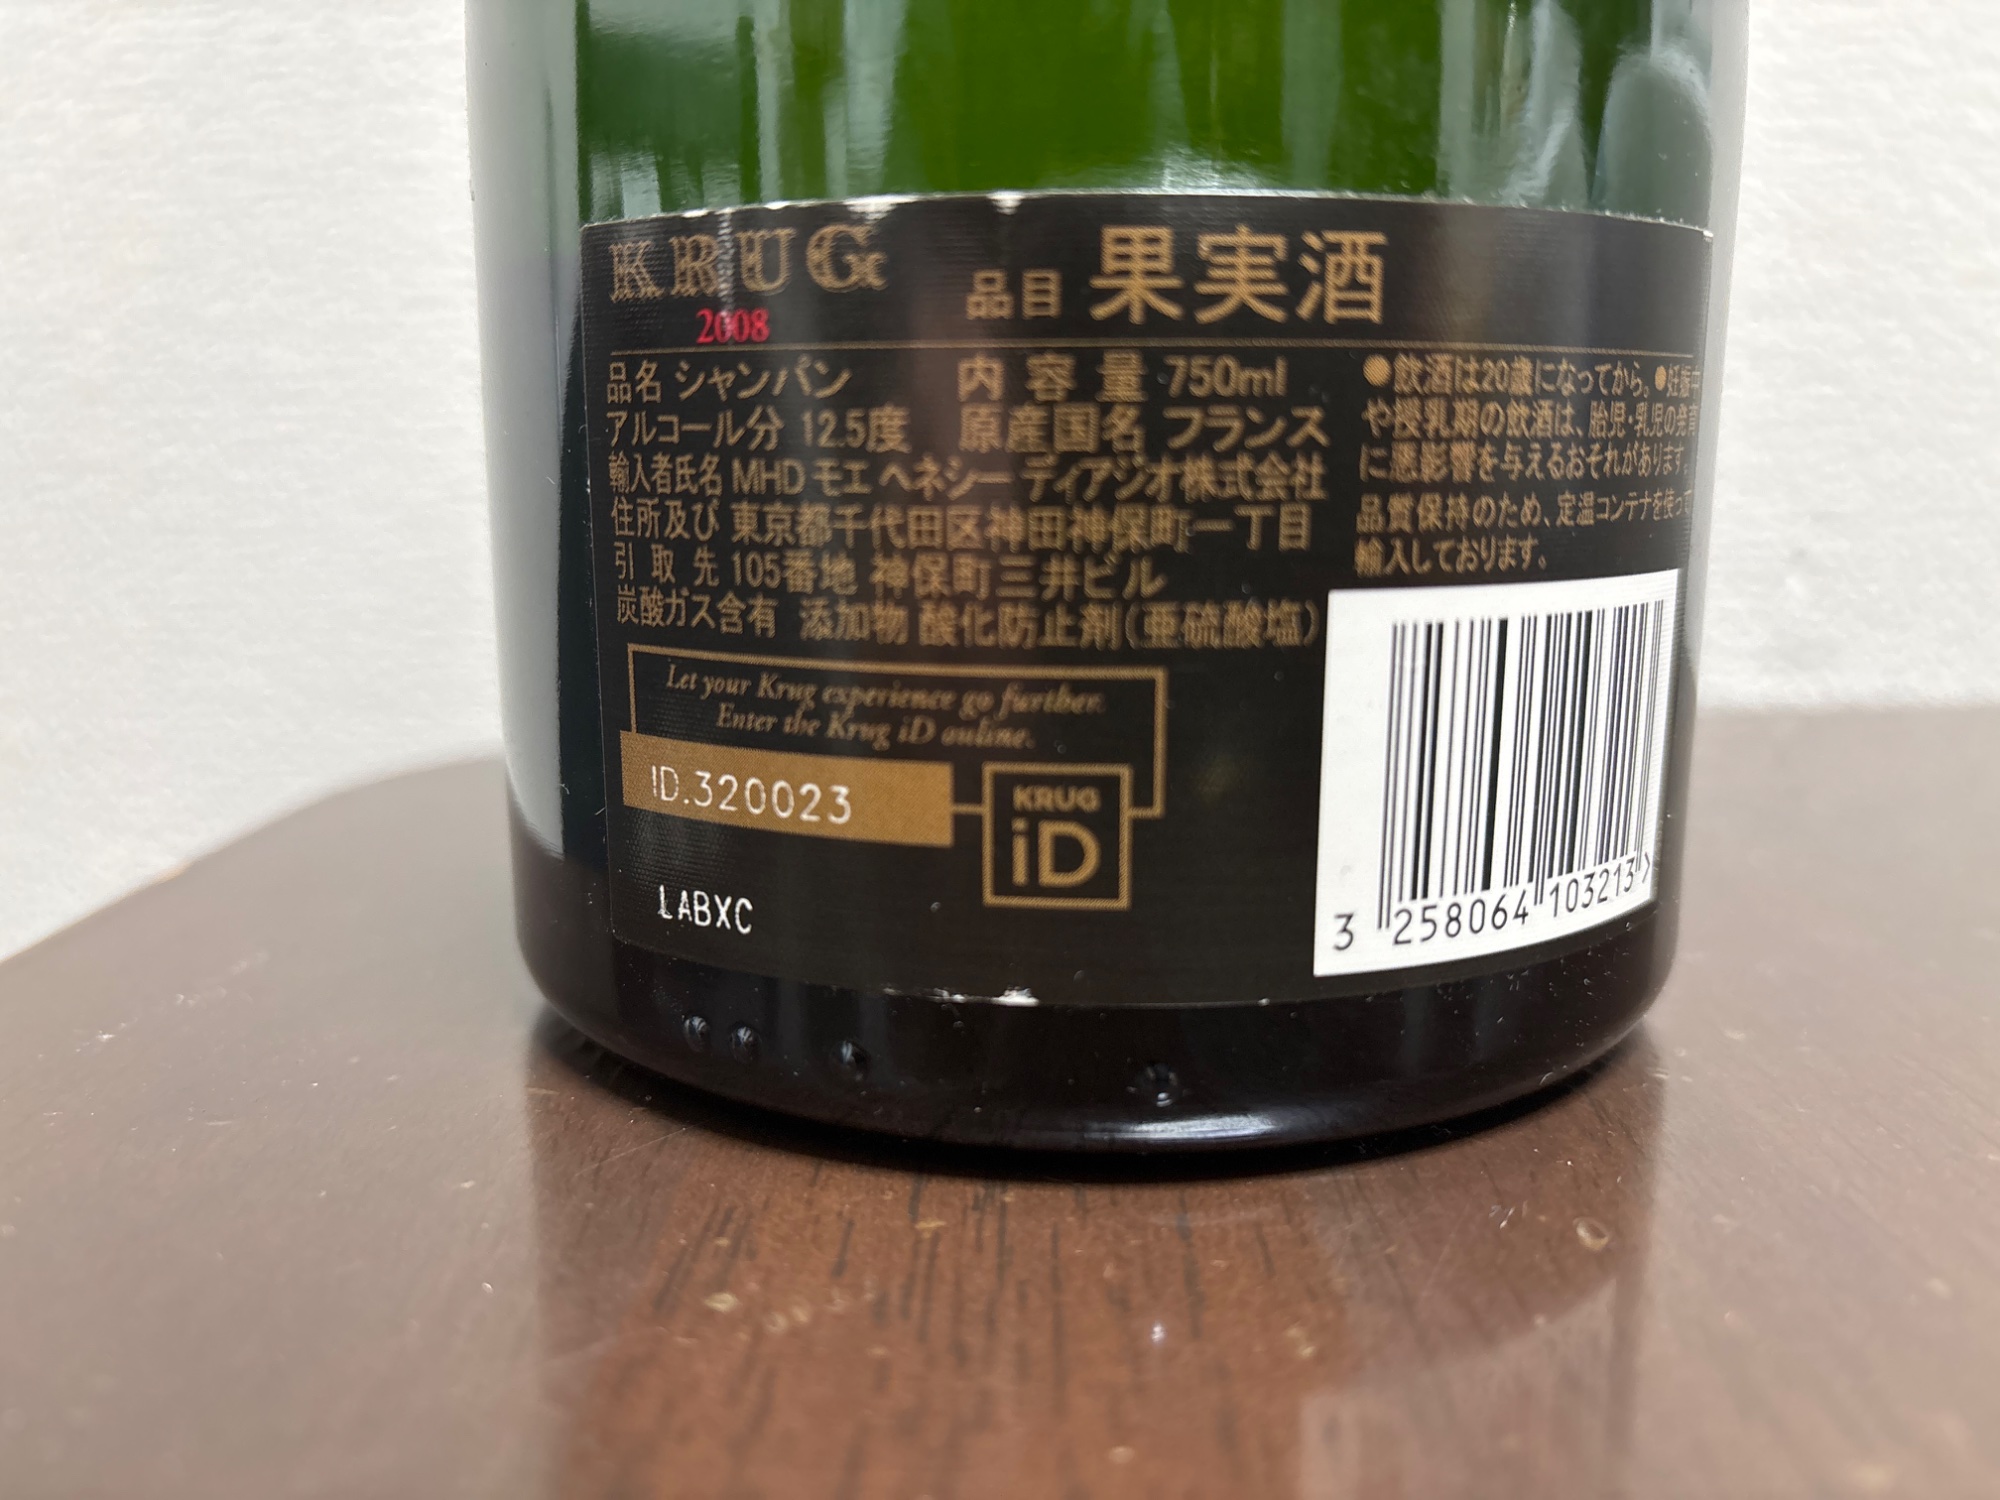 KRUG 品目 果実酒
2008
品名 シャンパン 内容量 750ml
アルコール分 12.5度 原産国名 フランス
輸入者氏名 MHD モエ ヘネシー ディアジオ株式会社
住所及び 東京都千代田区神田神保町一丁目
引取先 105番地 神保町三井ビル
炭酸ガス含有 添加物 酸化防止剤(亜硫酸塩)
●飲酒は20歳になってから。●妊娠中
や授乳期の飲酒は、胎児・乳児の発育
に悪影響を与えるおそれがあります。
品質保持のため、定温コンテナを使って
輸入しております。
Let your Krug experience go further.
Enter the Krug iD online.
ID.320023
KRUG
iD
LABXC
3 258064 103213 >